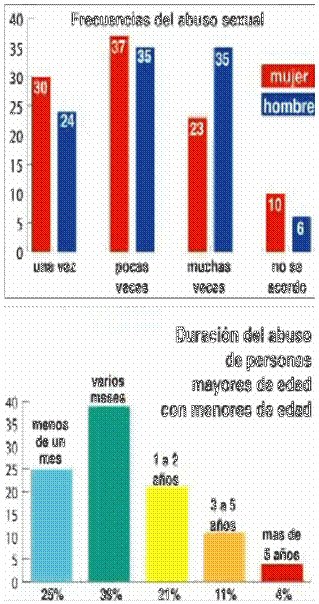 Frecuencias del abuso sexual
40
35
30
25
20
15
10
5
0
30
24
37
35
23
35
10
6
mujer
hombre
una vez
pocas
veces
muchas
veces
no se
acordo
Duración del abuso
de personas
mayores de edad
con menores de edad
40
35
30
25
20
15
10
5
0
menos
de un
mes
varios
meses
1 a 2
años
3 a 5
años
mas de
5 años
25%
21%
11%